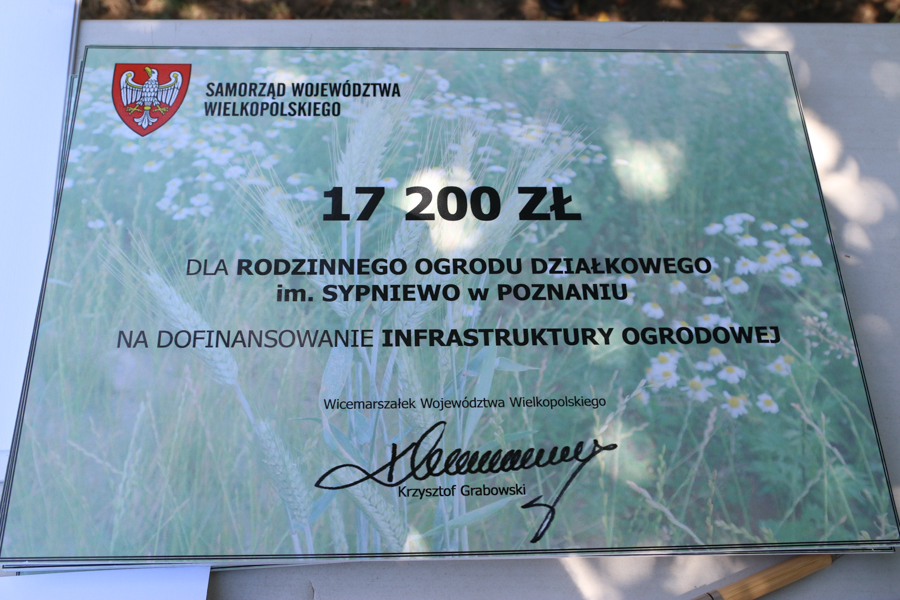 SAMORZĄD WOJEWÓDZTWA
WIELKOPOLSKIEGO
17 200 ZŁ
DLA RODZINNEGO OGRODU DZIAŁKOWEGO
im. SYPNIEWO w POZNANIU
NA DOFINANSOWANIE INFRASTRUKTURY OGRODOWEJ
Wicemarszałek Województwa Wielkopolskiego
Krzysztof Grabowski